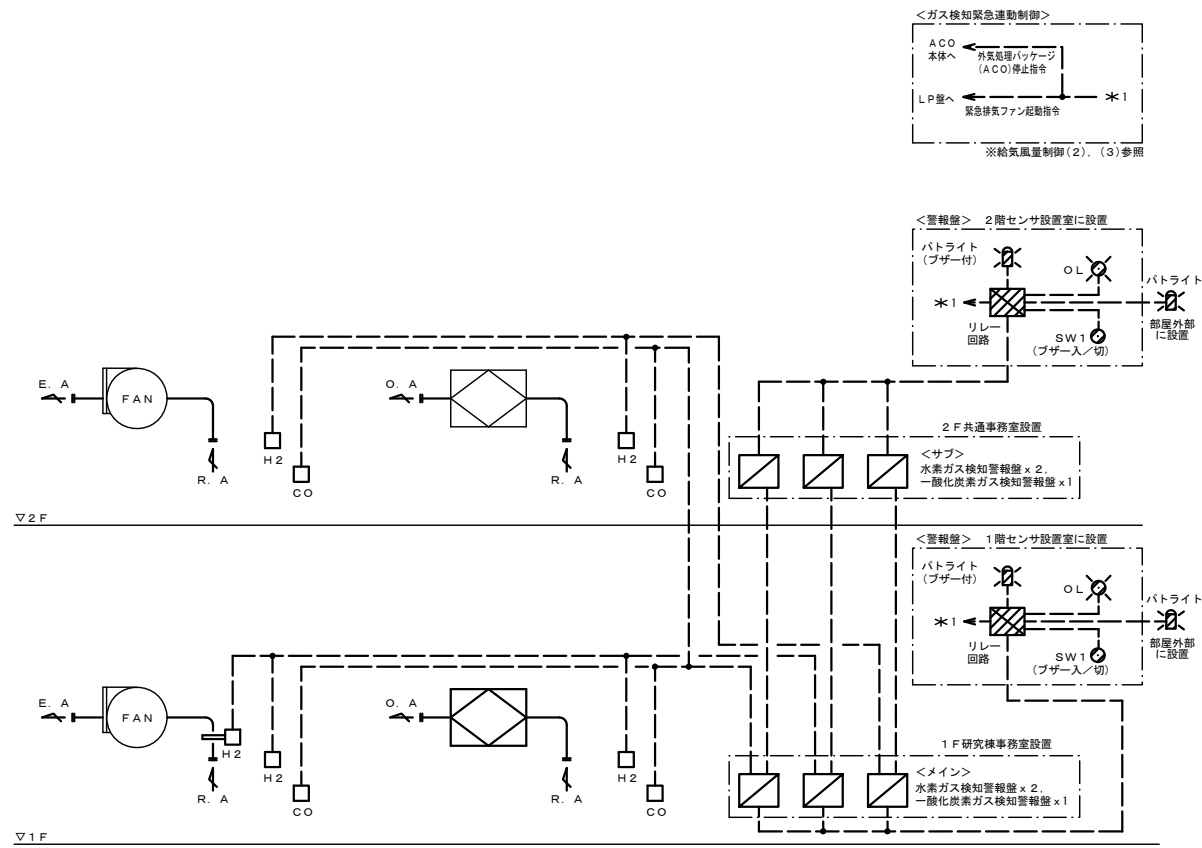 <ガス検知緊急連動制御>
ACO
本体へ
外気処理パッケージ
(ACO)停止指令
LP盤へ
緊急排気ファン起動指令
*1
※給気風量制御(2)、(3)参照
<警報盤> 2階センサ設置室に設置
パトライト
(ブザー付)
OL
パトライト
*1
リレー
回路
SW1
(ブザー入/切)
部屋外部
に設置
E.A
FAN
R.A
H2
CO
O.A
R.A
H2
CO
2F共通事務室設置
<サブ>
水素ガス検知警報盤x2、
一酸化炭素ガス検知警報盤x1
▽2F
<警報盤> 1階センサ設置室に設置
パトライト
(ブザー付)
OL
パトライト
*1
リレー
回路
SW1
(ブザー入/切)
部屋外部
に設置
E.A
FAN
H2
R.A
H2
CO
O.A
R.A
H2
CO
1F研究棟事務室設置
<メイン>
水素ガス検知警報盤x2、
一酸化炭素ガス検知警報盤x1
▽1F